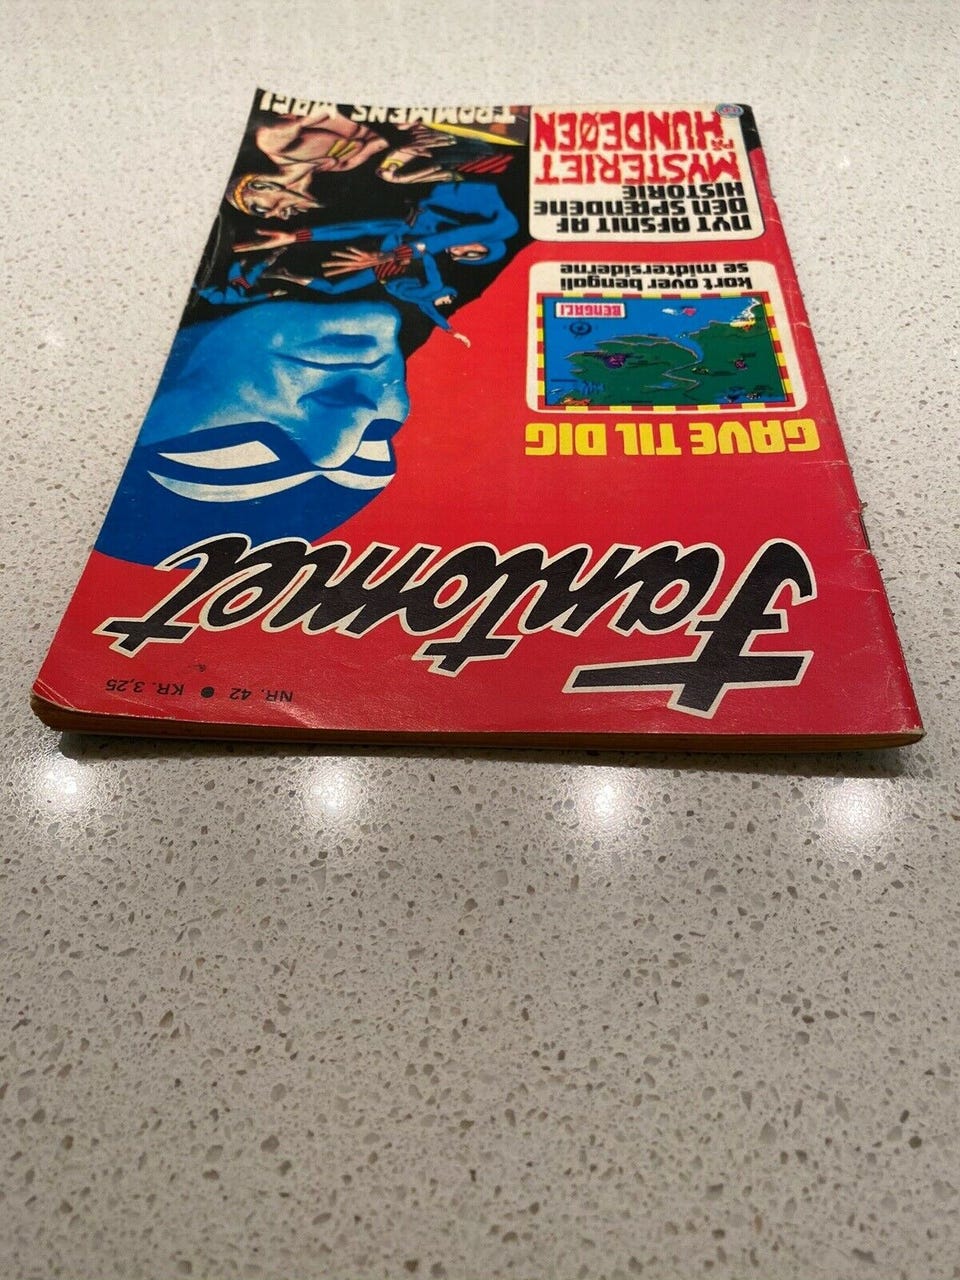 NR. 42 ● KR. 3,25
Fantomet
GAVE TIL DIG
BENGALI
kort over bengali
se midtersiderne
NYT AFSNIT AF
DEN SPÆNDENE
HISTORIE
MYSTERIET
PÅ
HUNDEØEN
TROMMENS MAGI